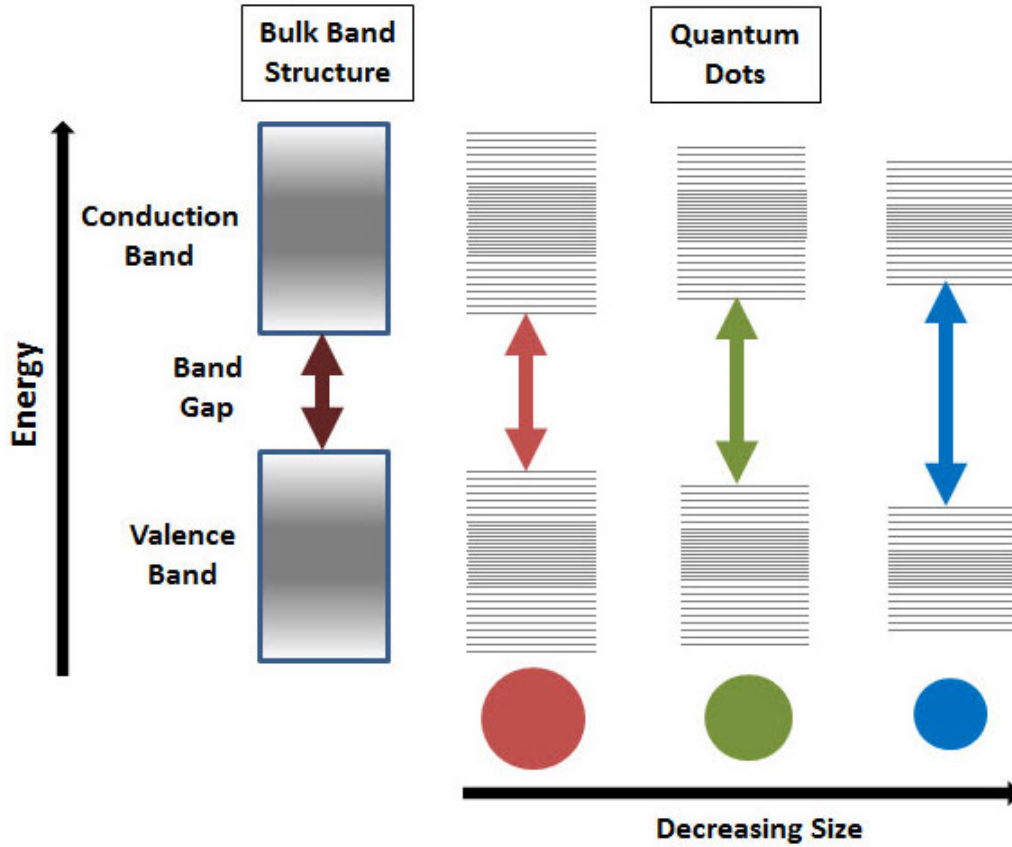 Bulk Band
Structure
Quantum
Dots
Conduction
Band
Band
Gap
Energy
Valence
Band
Decreasing Size